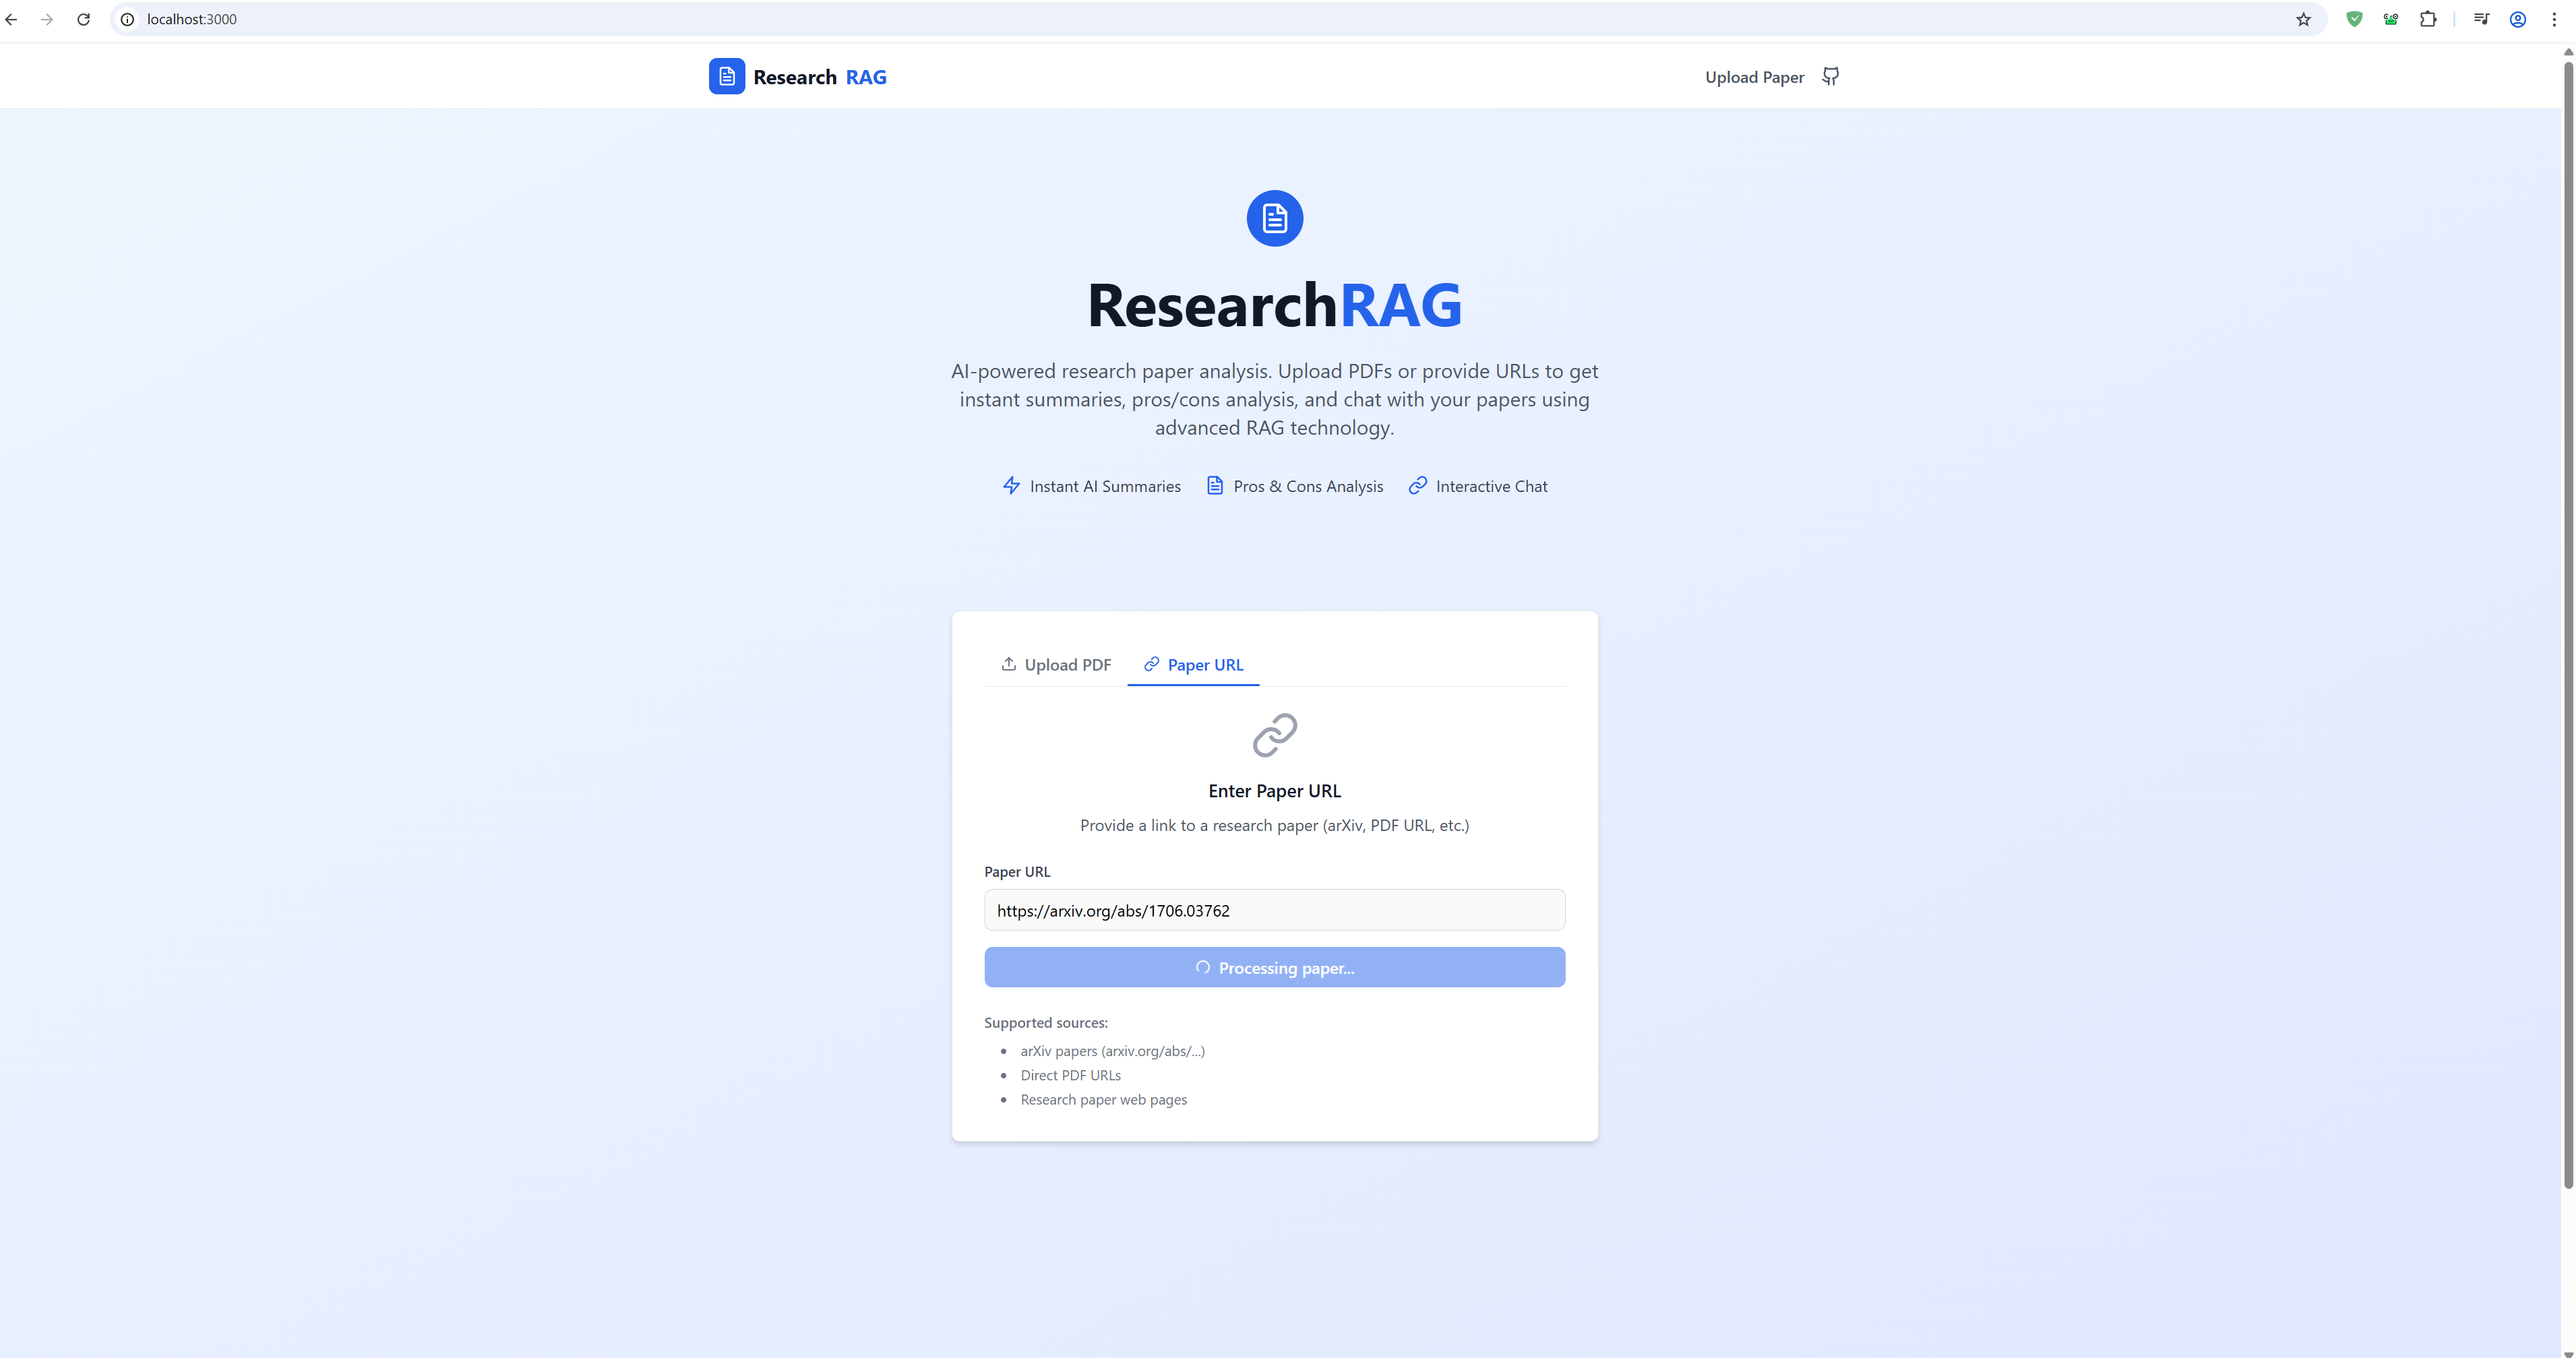 localhost:3000
Research RAG
Upload Paper
ResearchRAG
AI-powered research paper analysis. Upload PDFs or provide URLs to get
instant summaries, pros/cons analysis, and chat with your papers using
advanced RAG technology.
Instant AI Summaries
Pros & Cons Analysis
Interactive Chat
Upload PDF
Paper URL
Enter Paper URL
Provide a link to a research paper (arXiv, PDF URL, etc.)
Paper URL
https://arxiv.org/abs/1706.03762
Processing paper...
Supported sources:
arXiv papers (arxiv.org/abs/...)
Direct PDF URLs
Research paper web pages